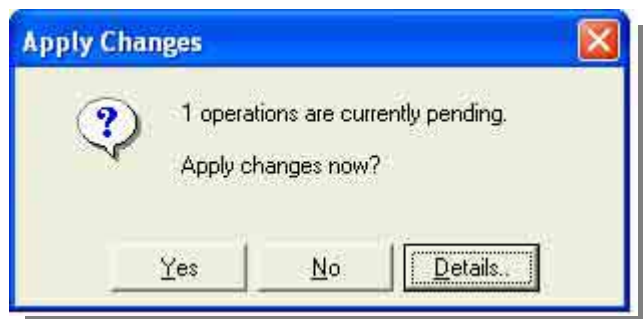 Apply Changes
?
1 operations are currently pending.
Apply changes now?
Yes No Details..